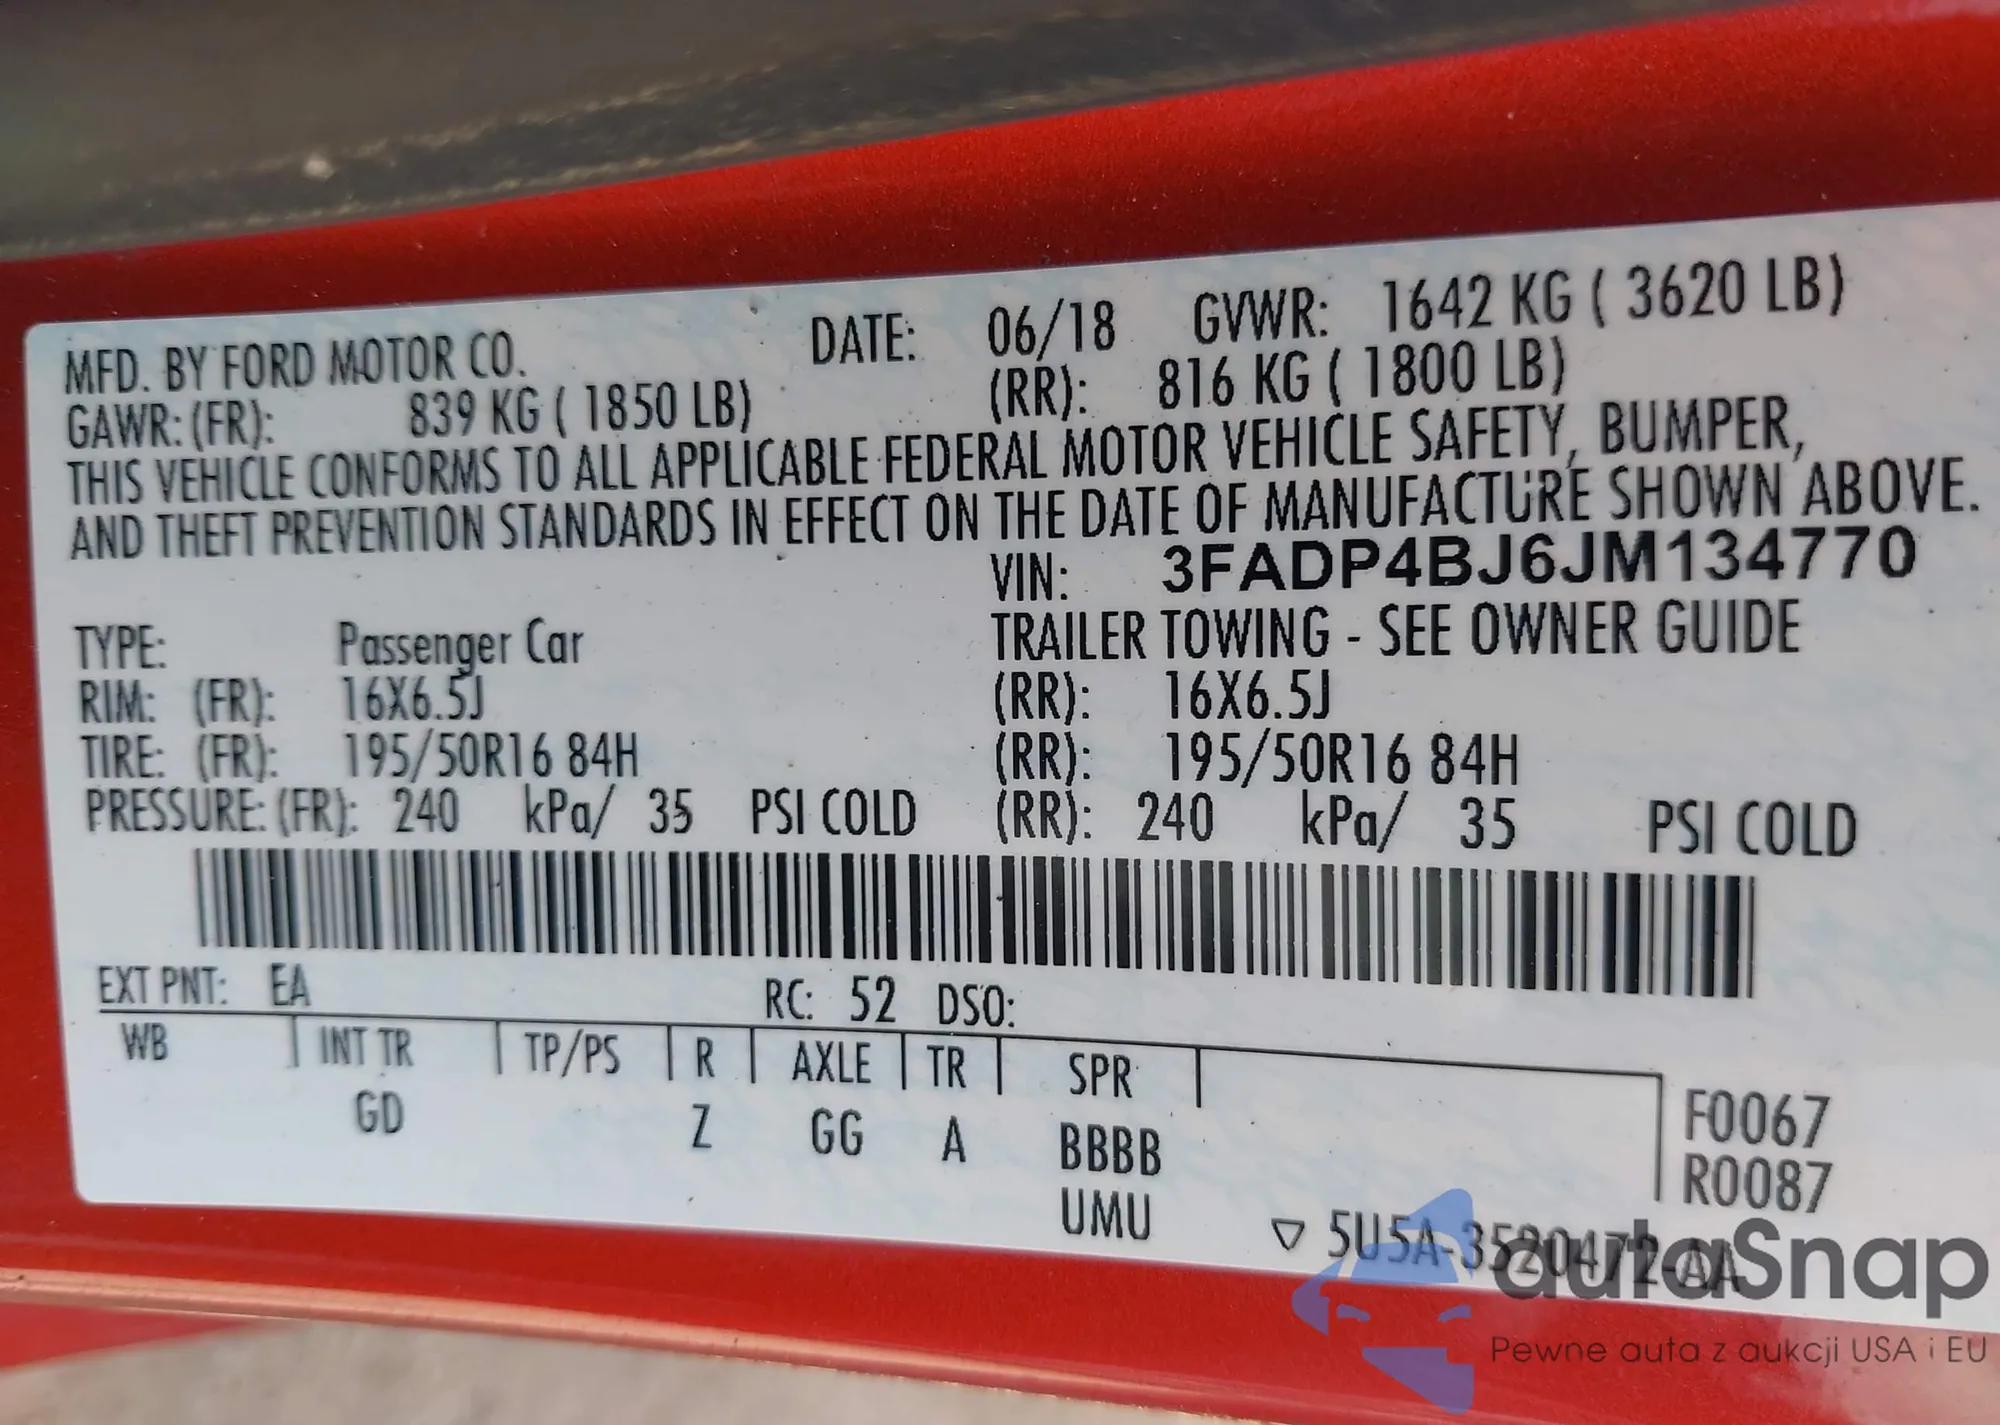 MFD. BY FORD MOTOR CO. DATE: 06/18 GVWR: 1642 KG ( 3620 LB)
GAWR: (FR): 839 KG ( 1850 LB) (RR): 816 KG ( 1800 LB)
THIS VEHICLE CONFORMS TO ALL APPLICABLE FEDERAL MOTOR VEHICLE SAFETY, BUMPER,
AND THEFT PREVENTION STANDARDS IN EFFECT ON THE DATE OF MANUFACTURE SHOWN ABOVE.
VIN: 3FADP4BJ6JM134770
TYPE: Passenger Car TRAILER TOWING - SEE OWNER GUIDE
RIM: (FR): 16X6.5J (RR): 16X6.5J
TIRE: (FR): 195/50R16 84H (RR): 195/50R16 84H
PRESSURE: (FR): 240 kPa/ 35 PSI COLD (RR): 240 kPa/ 35 PSI COLD
EXT PNT: EA RC: 52 DSO:
WB INT TR TP/PS R AXLE TR SPR
GD Z GG A BBBB
UMU
F0067
R0087
▽ 5U5A-3520472-AA
autoSnap
Pewne auta z aukcji USA i EU